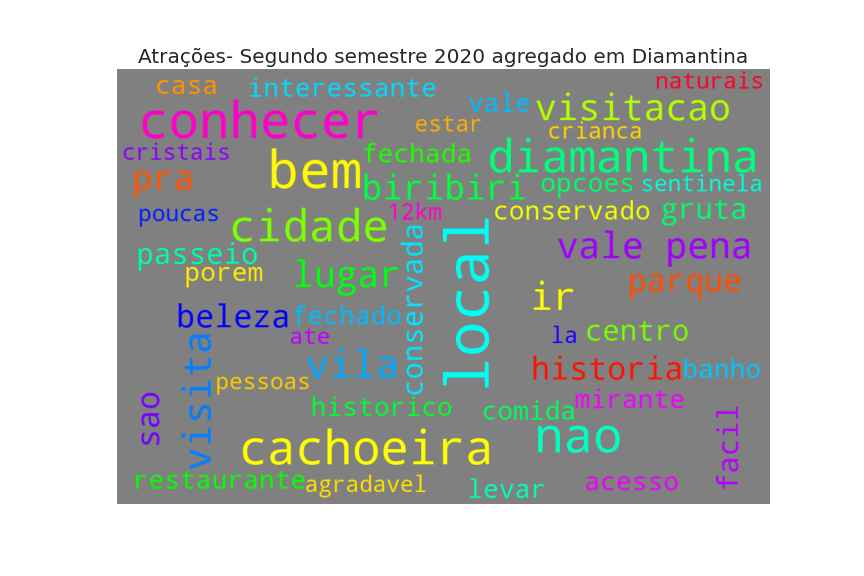 Atrações- Segundo semestre 2020 agregado em Diamantina
casa
interessante
naturais
conhecer
vale
visitacao
estar
crianca
cristais
bem
fechada
diamantina
pra
biribiri
opcoes
sentinela
poucas
cidade
12km
conservado
gruta
passeio
porem
lugar
conservada
local
vale pena
parque
ir
beleza
fechado
ate
la
centro
visita
vila
historia
banho
pessoas
sao
historico
comida
mirante
cachoeira
nao
facil
restaurante
agradavel
levar
acesso